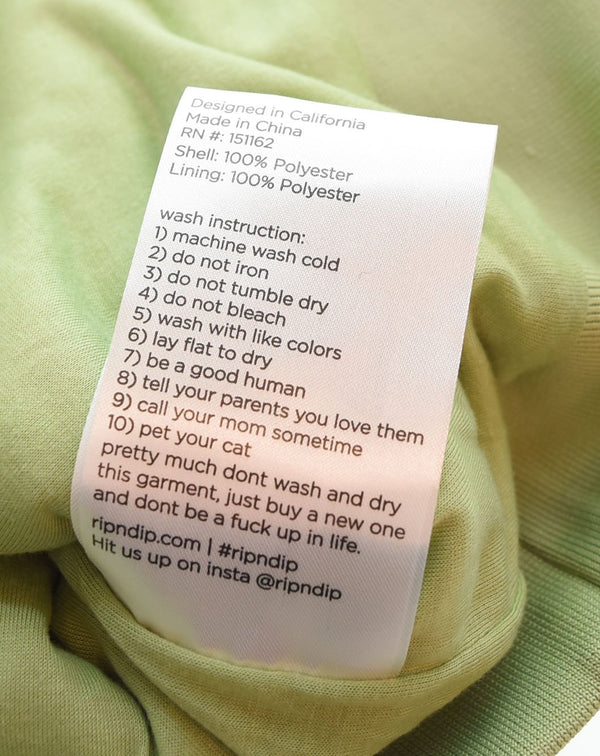 Designed in California
Made in China
RN #: 151162
Shell: 100% Polyester
Lining: 100% Polyester
wash instruction:
1) machine wash cold
2) do not iron
3) do not tumble dry
4) do not bleach
5) wash with like colors
6) lay flat to dry
7) be a good human
8) tell your parents you love them
9) call your mom sometime
10) pet your cat
pretty much dont wash and dry
this garment, just buy a new one
and dont be a fuck up in life.
ripndip.com | #ripndip
Hit us up on insta @ripndip